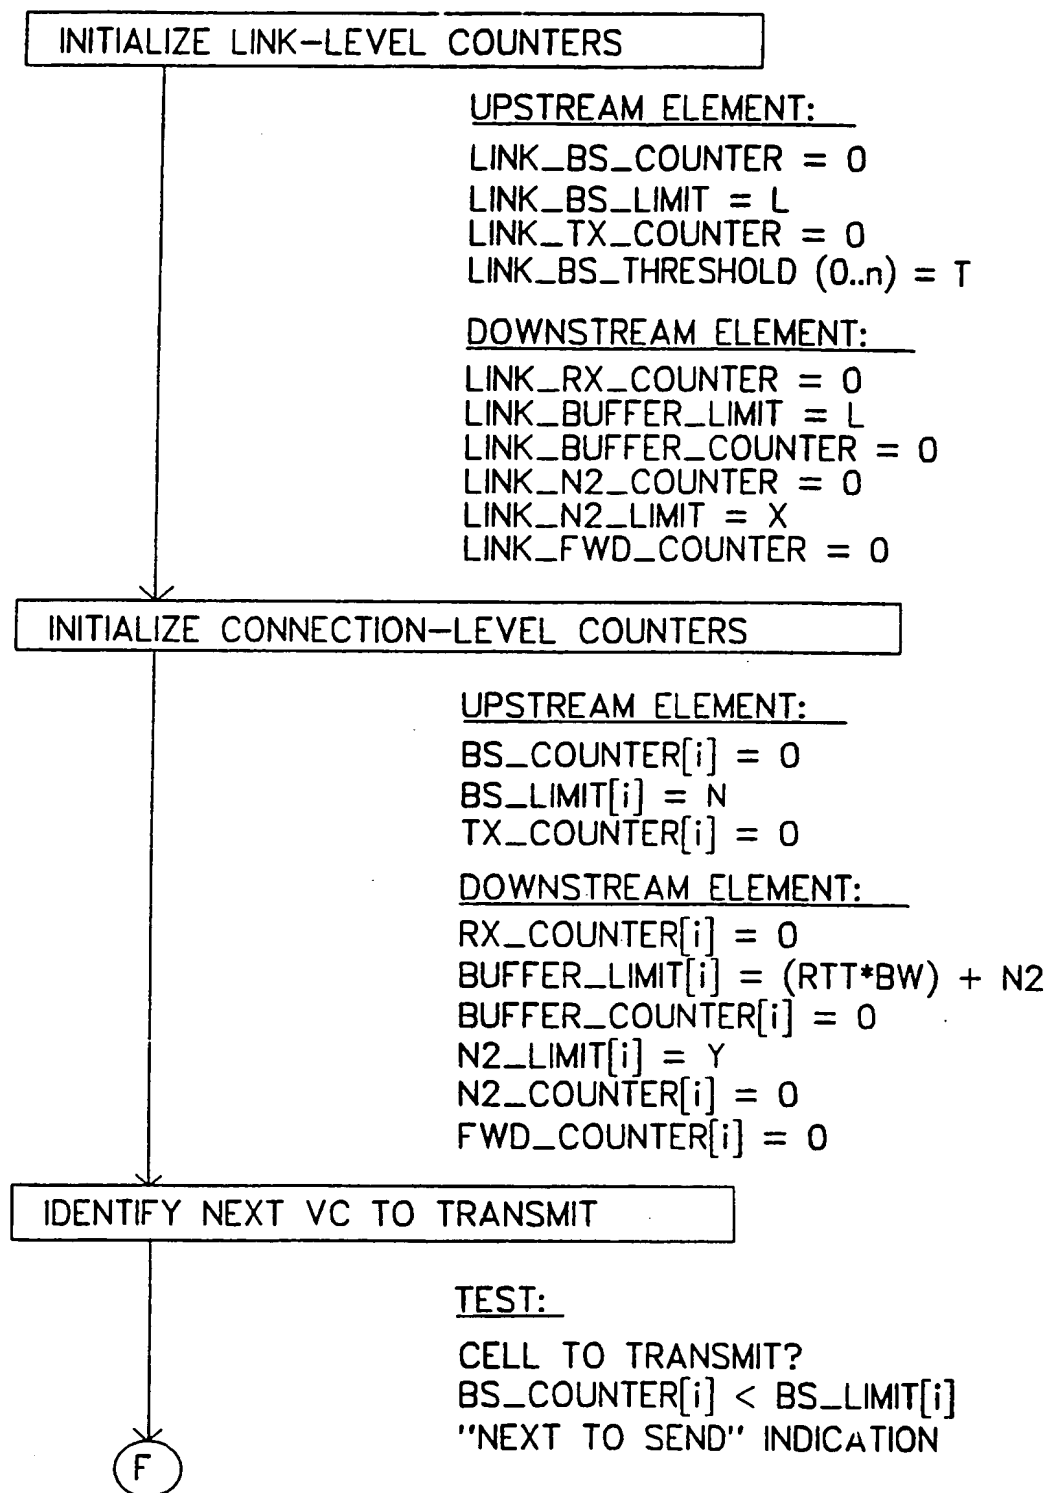 INITIALIZE LINK-LEVEL COUNTERS
UPSTREAM ELEMENT:
LINK_BS_COUNTER = 0
LINK_BS_LIMIT = L
LINK_TX_COUNTER = 0
LINK_BS_THRESHOLD (0..n) = T
DOWNSTREAM ELEMENT:
LINK_RX_COUNTER = 0
LINK_BUFFER_LIMIT = L
LINK_BUFFER_COUNTER = 0
LINK_N2_COUNTER = 0
LINK_N2_LIMIT = X
LINK_FWD_COUNTER = 0
INITIALIZE CONNECTION-LEVEL COUNTERS
UPSTREAM ELEMENT:
BS_COUNTER[i] = 0
BS_LIMIT[i] = N
TX_COUNTER[i] = 0
DOWNSTREAM ELEMENT:
RX_COUNTER[i] = 0
BUFFER_LIMIT[i] = (RTT*BW) + N2
BUFFER_COUNTER[i] = 0
N2_LIMIT[i] = Y
N2_COUNTER[i] = 0
FWD_COUNTER[i] = 0
IDENTIFY NEXT VC TO TRANSMIT
TEST:
CELL TO TRANSMIT?
BS_COUNTER[i] < BS_LIMIT[i]
"NEXT TO SEND" INDICATION
F